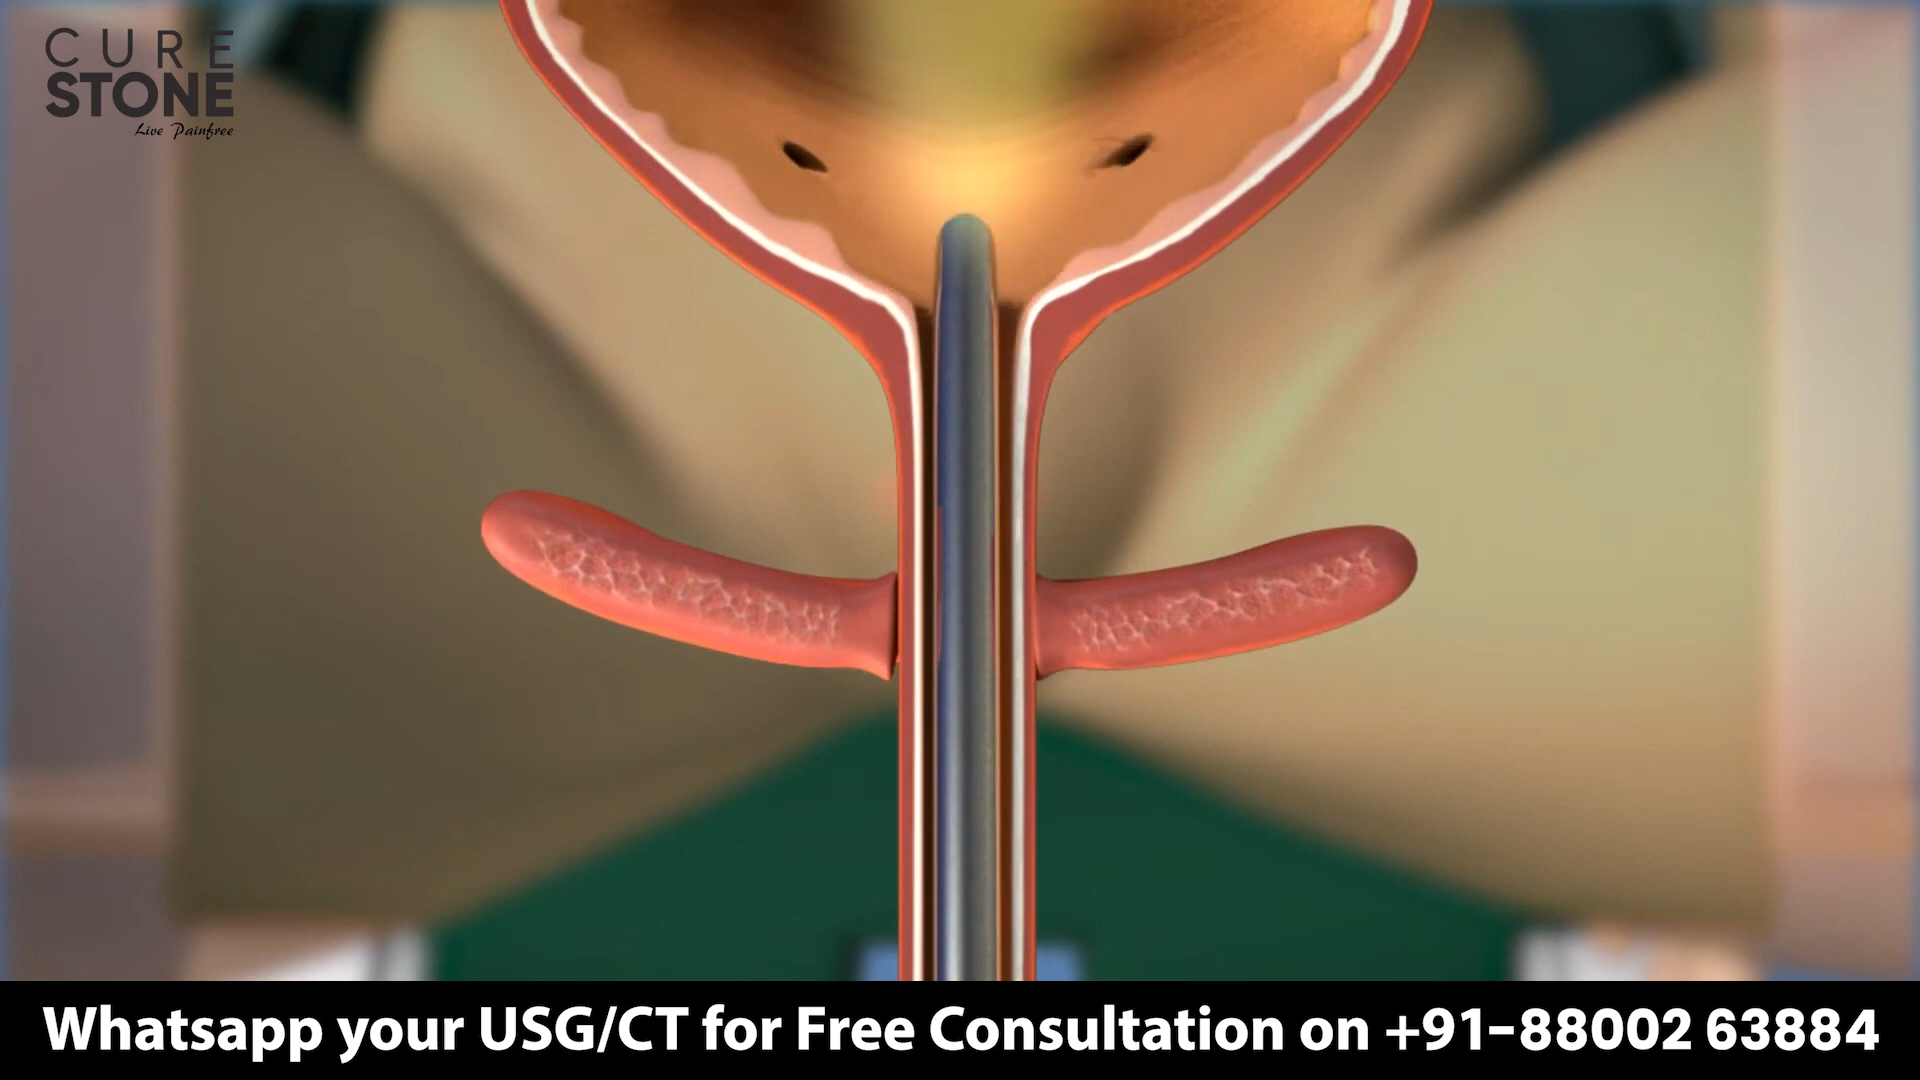 CURE
STONE
Live Painfree
Whatsapp your USG/CT for Free Consultation on +91-88002 63884